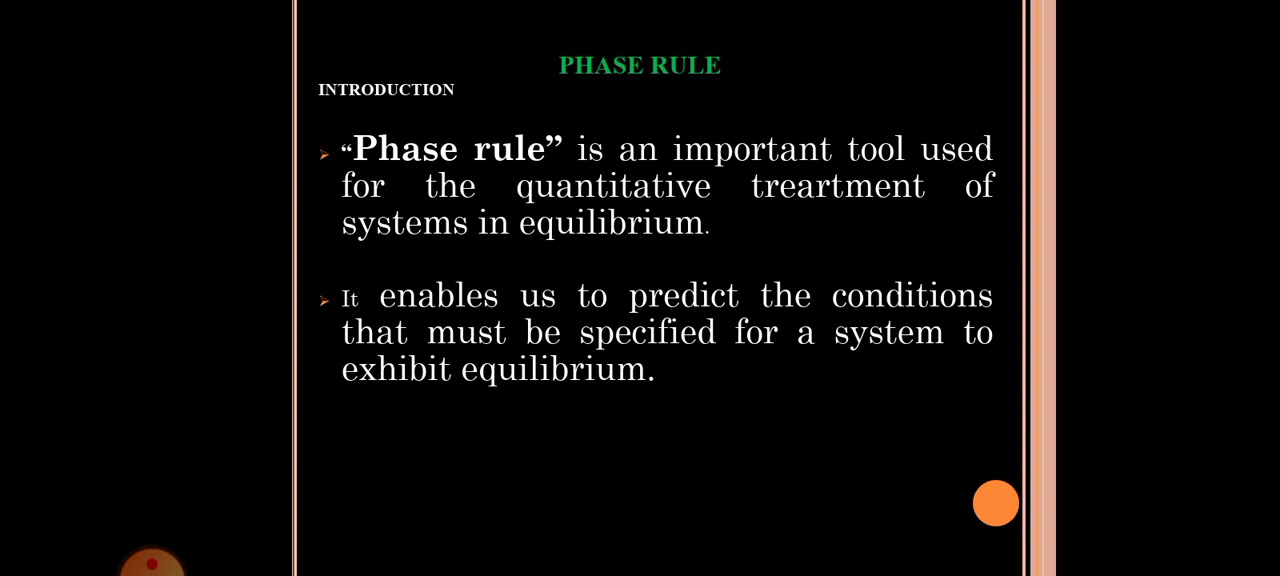 PHASE RULE
INTRODUCTION
“Phase rule” is an important tool used
for the quantitative treartment of
systems in equilibrium.
It enables us to predict the conditions
that must be specified for a system to
exhibit equilibrium.